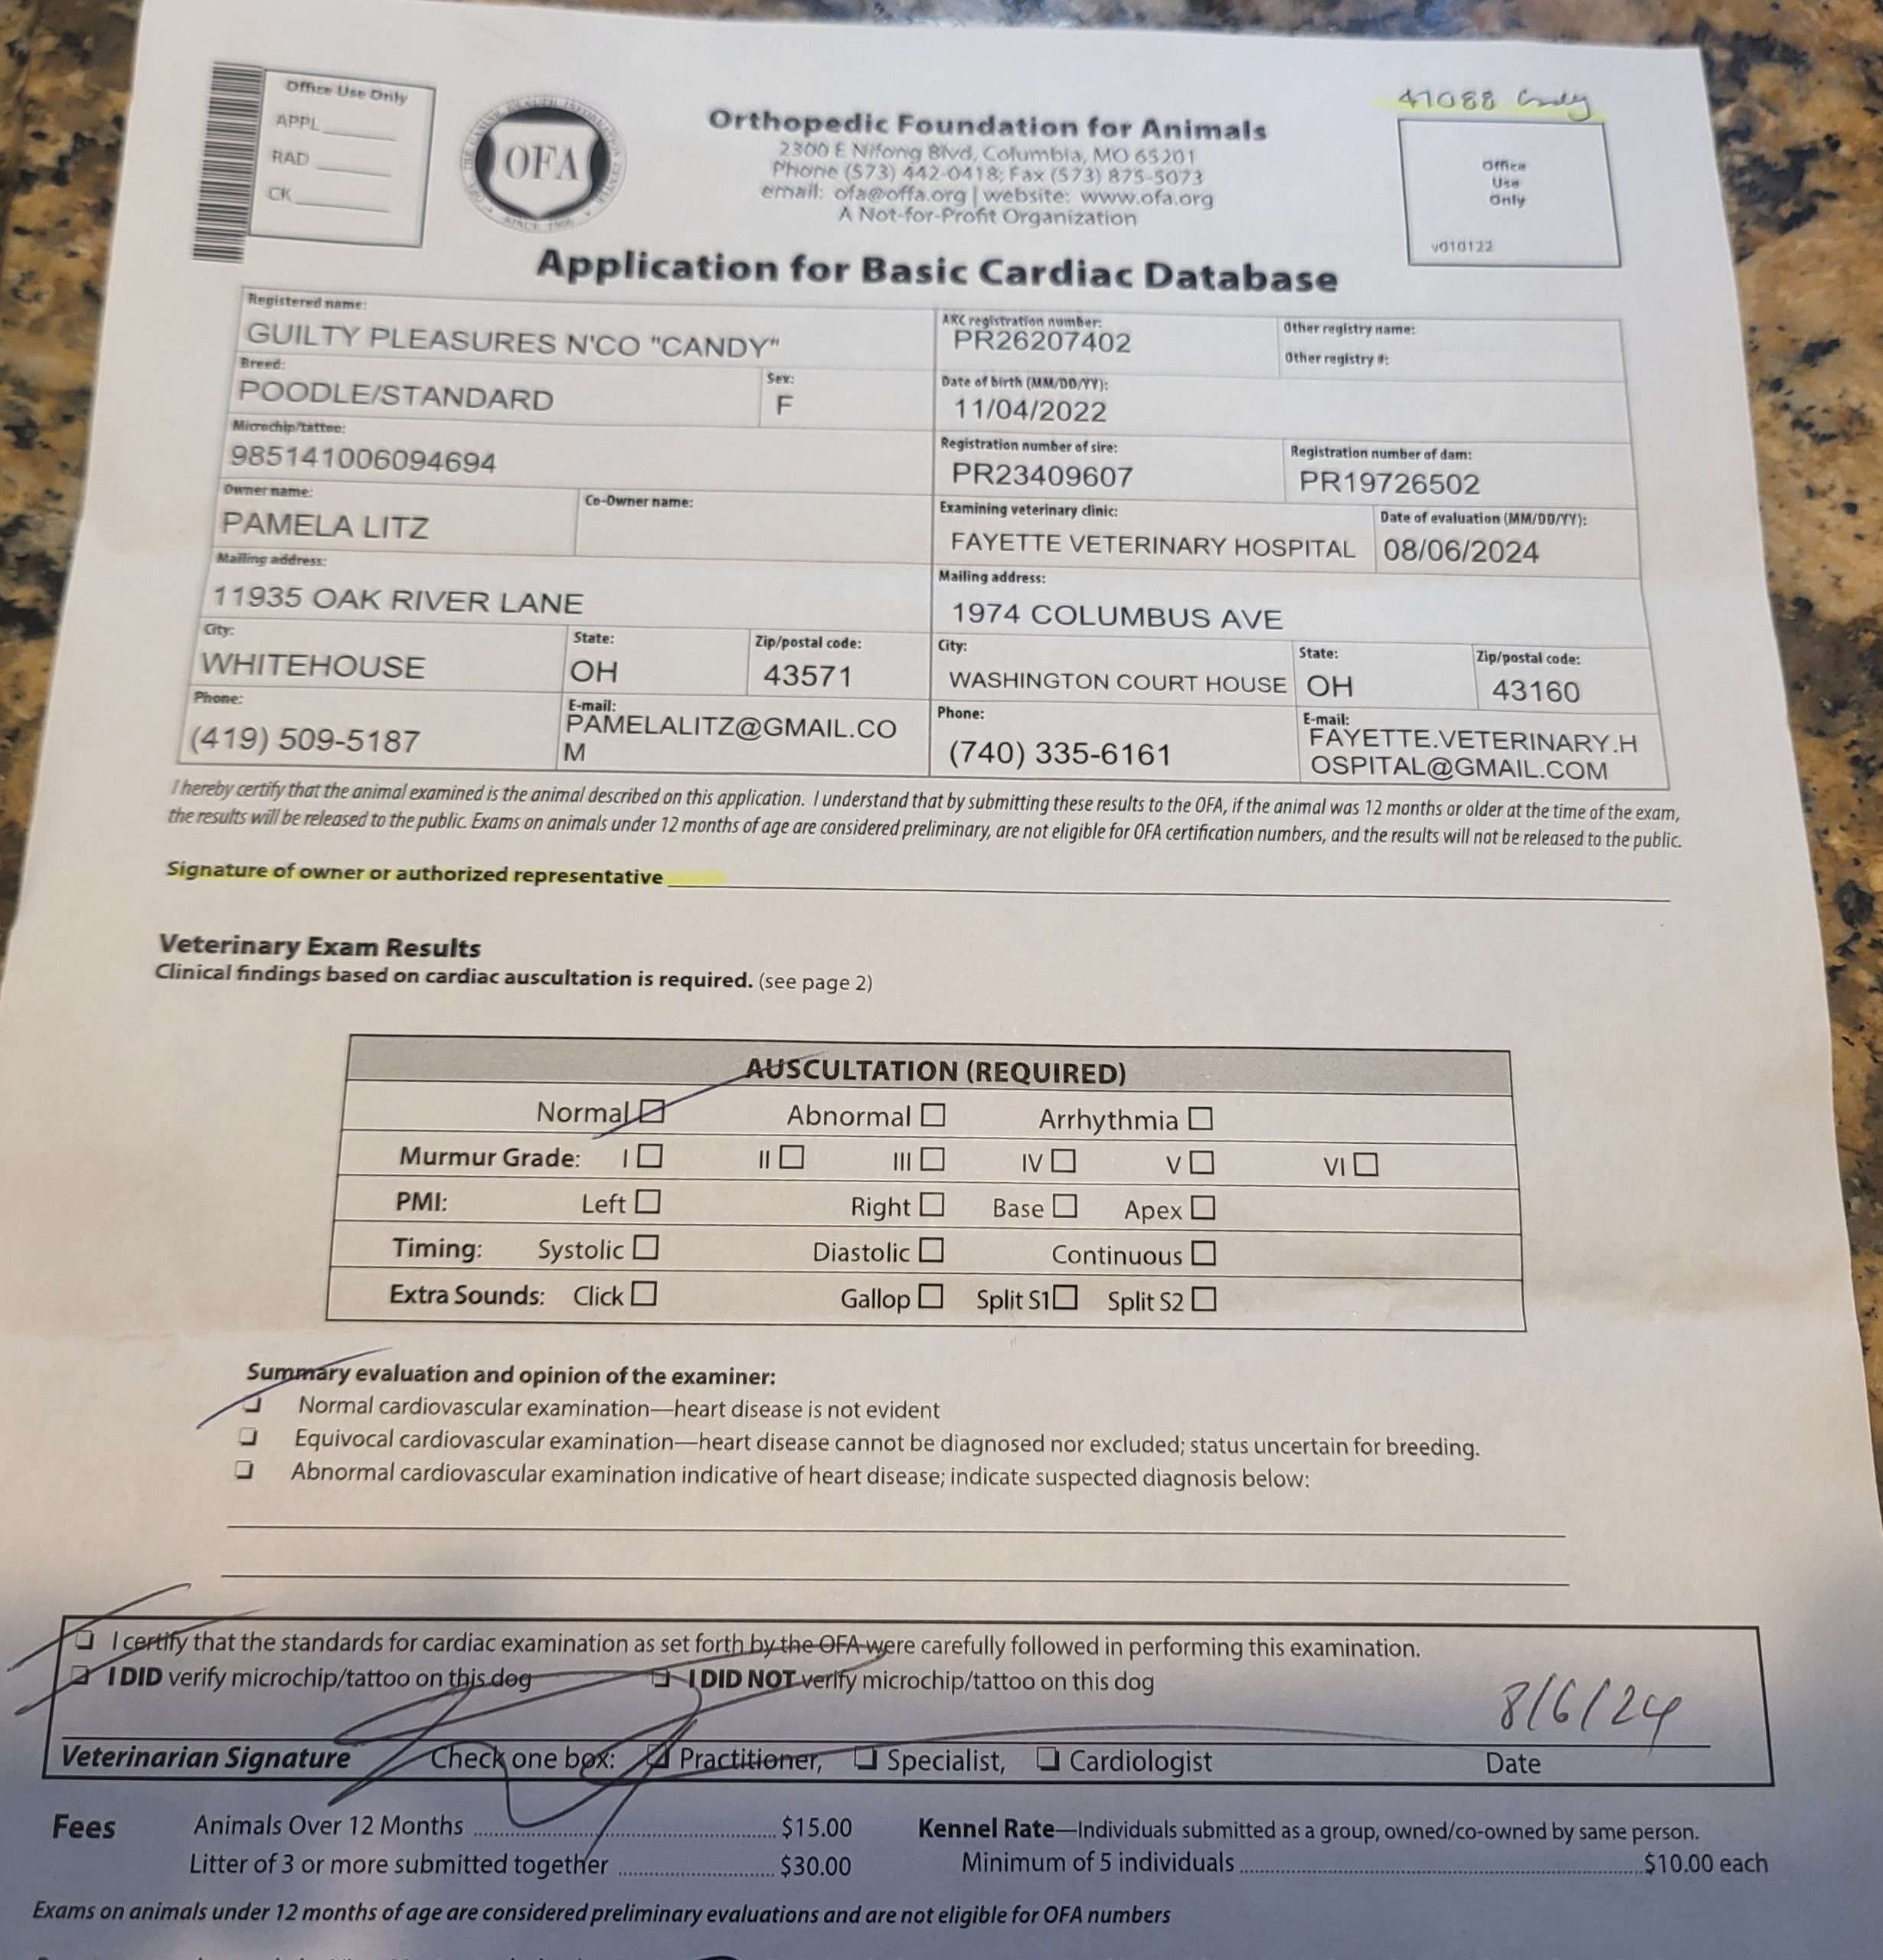 Office Use Only
APPL
RAD
CK
OFA
Orthopedic Foundation for Animals
2300 E Nifong Blvd, Columbia, MO 65201
Phone (573) 442-0418; Fax (573) 875-5073
email: ofa@offa.org | website: www.ofa.org
A Not-for-Profit Organization
41088 Candy
Office
Use
Only
v010122
Application for Basic Cardiac Database
Registered name:
GUILTY PLEASURES N'CO "CANDY"
AKC registration number:
PR26207402
Other registry name:
Other registry #:
Breed:
POODLE/STANDARD
Sex:
F
Date of birth (MM/DD/YY):
11/04/2022
Microchip/tattoo:
985141006094694
Registration number of sire:
PR23409607
Registration number of dam:
PR19726502
Owner name:
PAMELA LITZ
Co-Owner name:
Examining veterinary clinic:
FAYETTE VETERINARY HOSPITAL
Date of evaluation (MM/DD/YY):
08/06/2024
Mailing address:
11935 OAK RIVER LANE
Mailing address:
1974 COLUMBUS AVE
City:
WHITEHOUSE
State:
OH
Zip/postal code:
43571
City:
WASHINGTON COURT HOUSE
State:
OH
Zip/postal code:
43160
Phone:
(419) 509-5187
E-mail:
PAMELALITZ@GMAIL.CO
M
Phone:
(740) 335-6161
E-mail:
FAYETTE.VETERINARY.H
OSPITAL@GMAIL.COM
I hereby certify that the animal examined is the animal described on this application. I understand that by submitting these results to the OFA, if the animal was 12 months or older at the time of the exam,
the results will be released to the public. Exams on animals under 12 months of age are considered preliminary, are not eligible for OFA certification numbers, and the results will not be released to the public.
Signature of owner or authorized representative
Veterinary Exam Results
Clinical findings based on cardiac auscultation is required. (see page 2)
AUSCULTATION (REQUIRED)
Normal Abnormal Arrhythmia
Murmur Grade: I II III IV V VI
PMI: Left Right Base Apex
Timing: Systolic Diastolic Continuous
Extra Sounds: Click Gallop Split S1 Split S2
Summary evaluation and opinion of the examiner:
Normal cardiovascular examination—heart disease is not evident
Equivocal cardiovascular examination—heart disease cannot be diagnosed nor excluded; status uncertain for breeding.
Abnormal cardiovascular examination indicative of heart disease; indicate suspected diagnosis below:
I certify that the standards for cardiac examination as set forth by the OFA were carefully followed in performing this examination.
I DID verify microchip/tattoo on this dog I DID NOT verify microchip/tattoo on this dog
8/6/24
Veterinarian Signature Check one box: Practitioner, Specialist, Cardiologist Date
Fees Animals Over 12 Months $15.00 Kennel Rate—Individuals submitted as a group, owned/co-owned by same person.
Litter of 3 or more submitted together $30.00 Minimum of 5 individuals $10.00 each
Exams on animals under 12 months of age are considered preliminary evaluations and are not eligible for OFA numbers